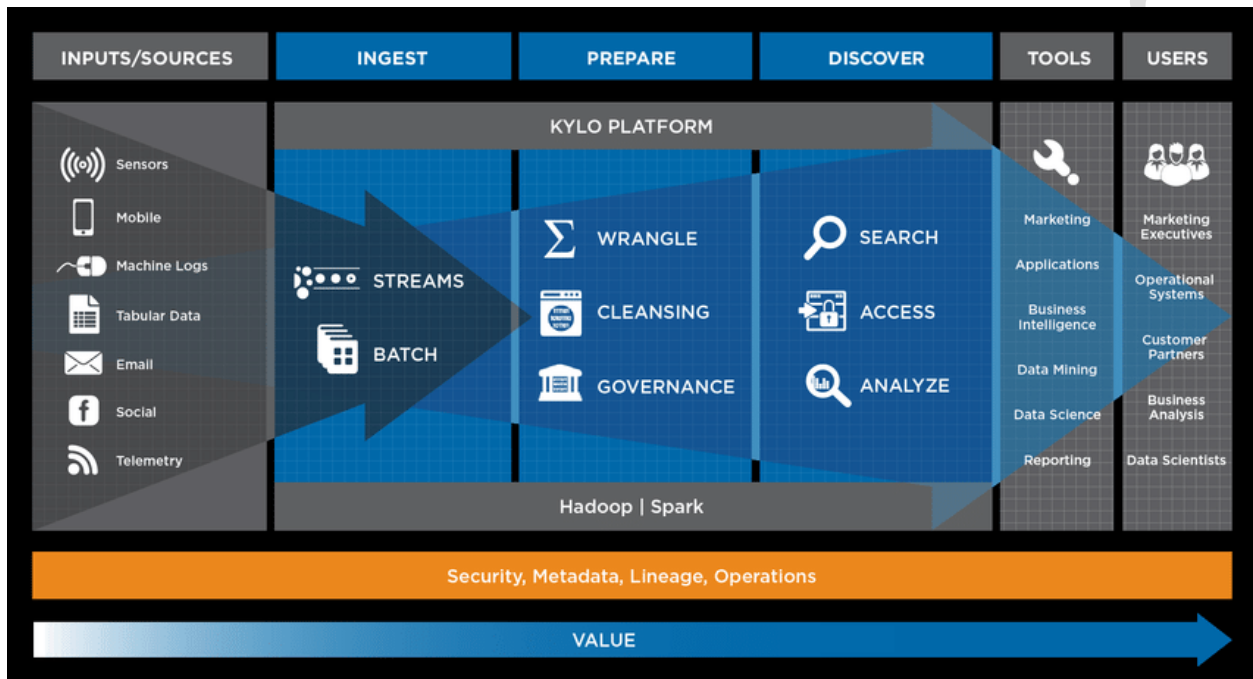 INPUTS/SOURCES
INGEST
PREPARE
DISCOVER
TOOLS
USERS
KYLO PLATFORM
Sensors
Mobile
Machine Logs
Tabular Data
Email
Social
Telemetry
STREAMS
BATCH
WRANGLE
CLEANSING
GOVERNANCE
SEARCH
ACCESS
ANALYZE
Marketing
Applications
Business
Intelligence
Data Mining
Data Science
Reporting
Marketing
Executives
Operational
Systems
Customer
Partners
Business
Analysis
Data Scientists
Hadoop | Spark
Security, Metadata, Lineage, Operations
VALUE